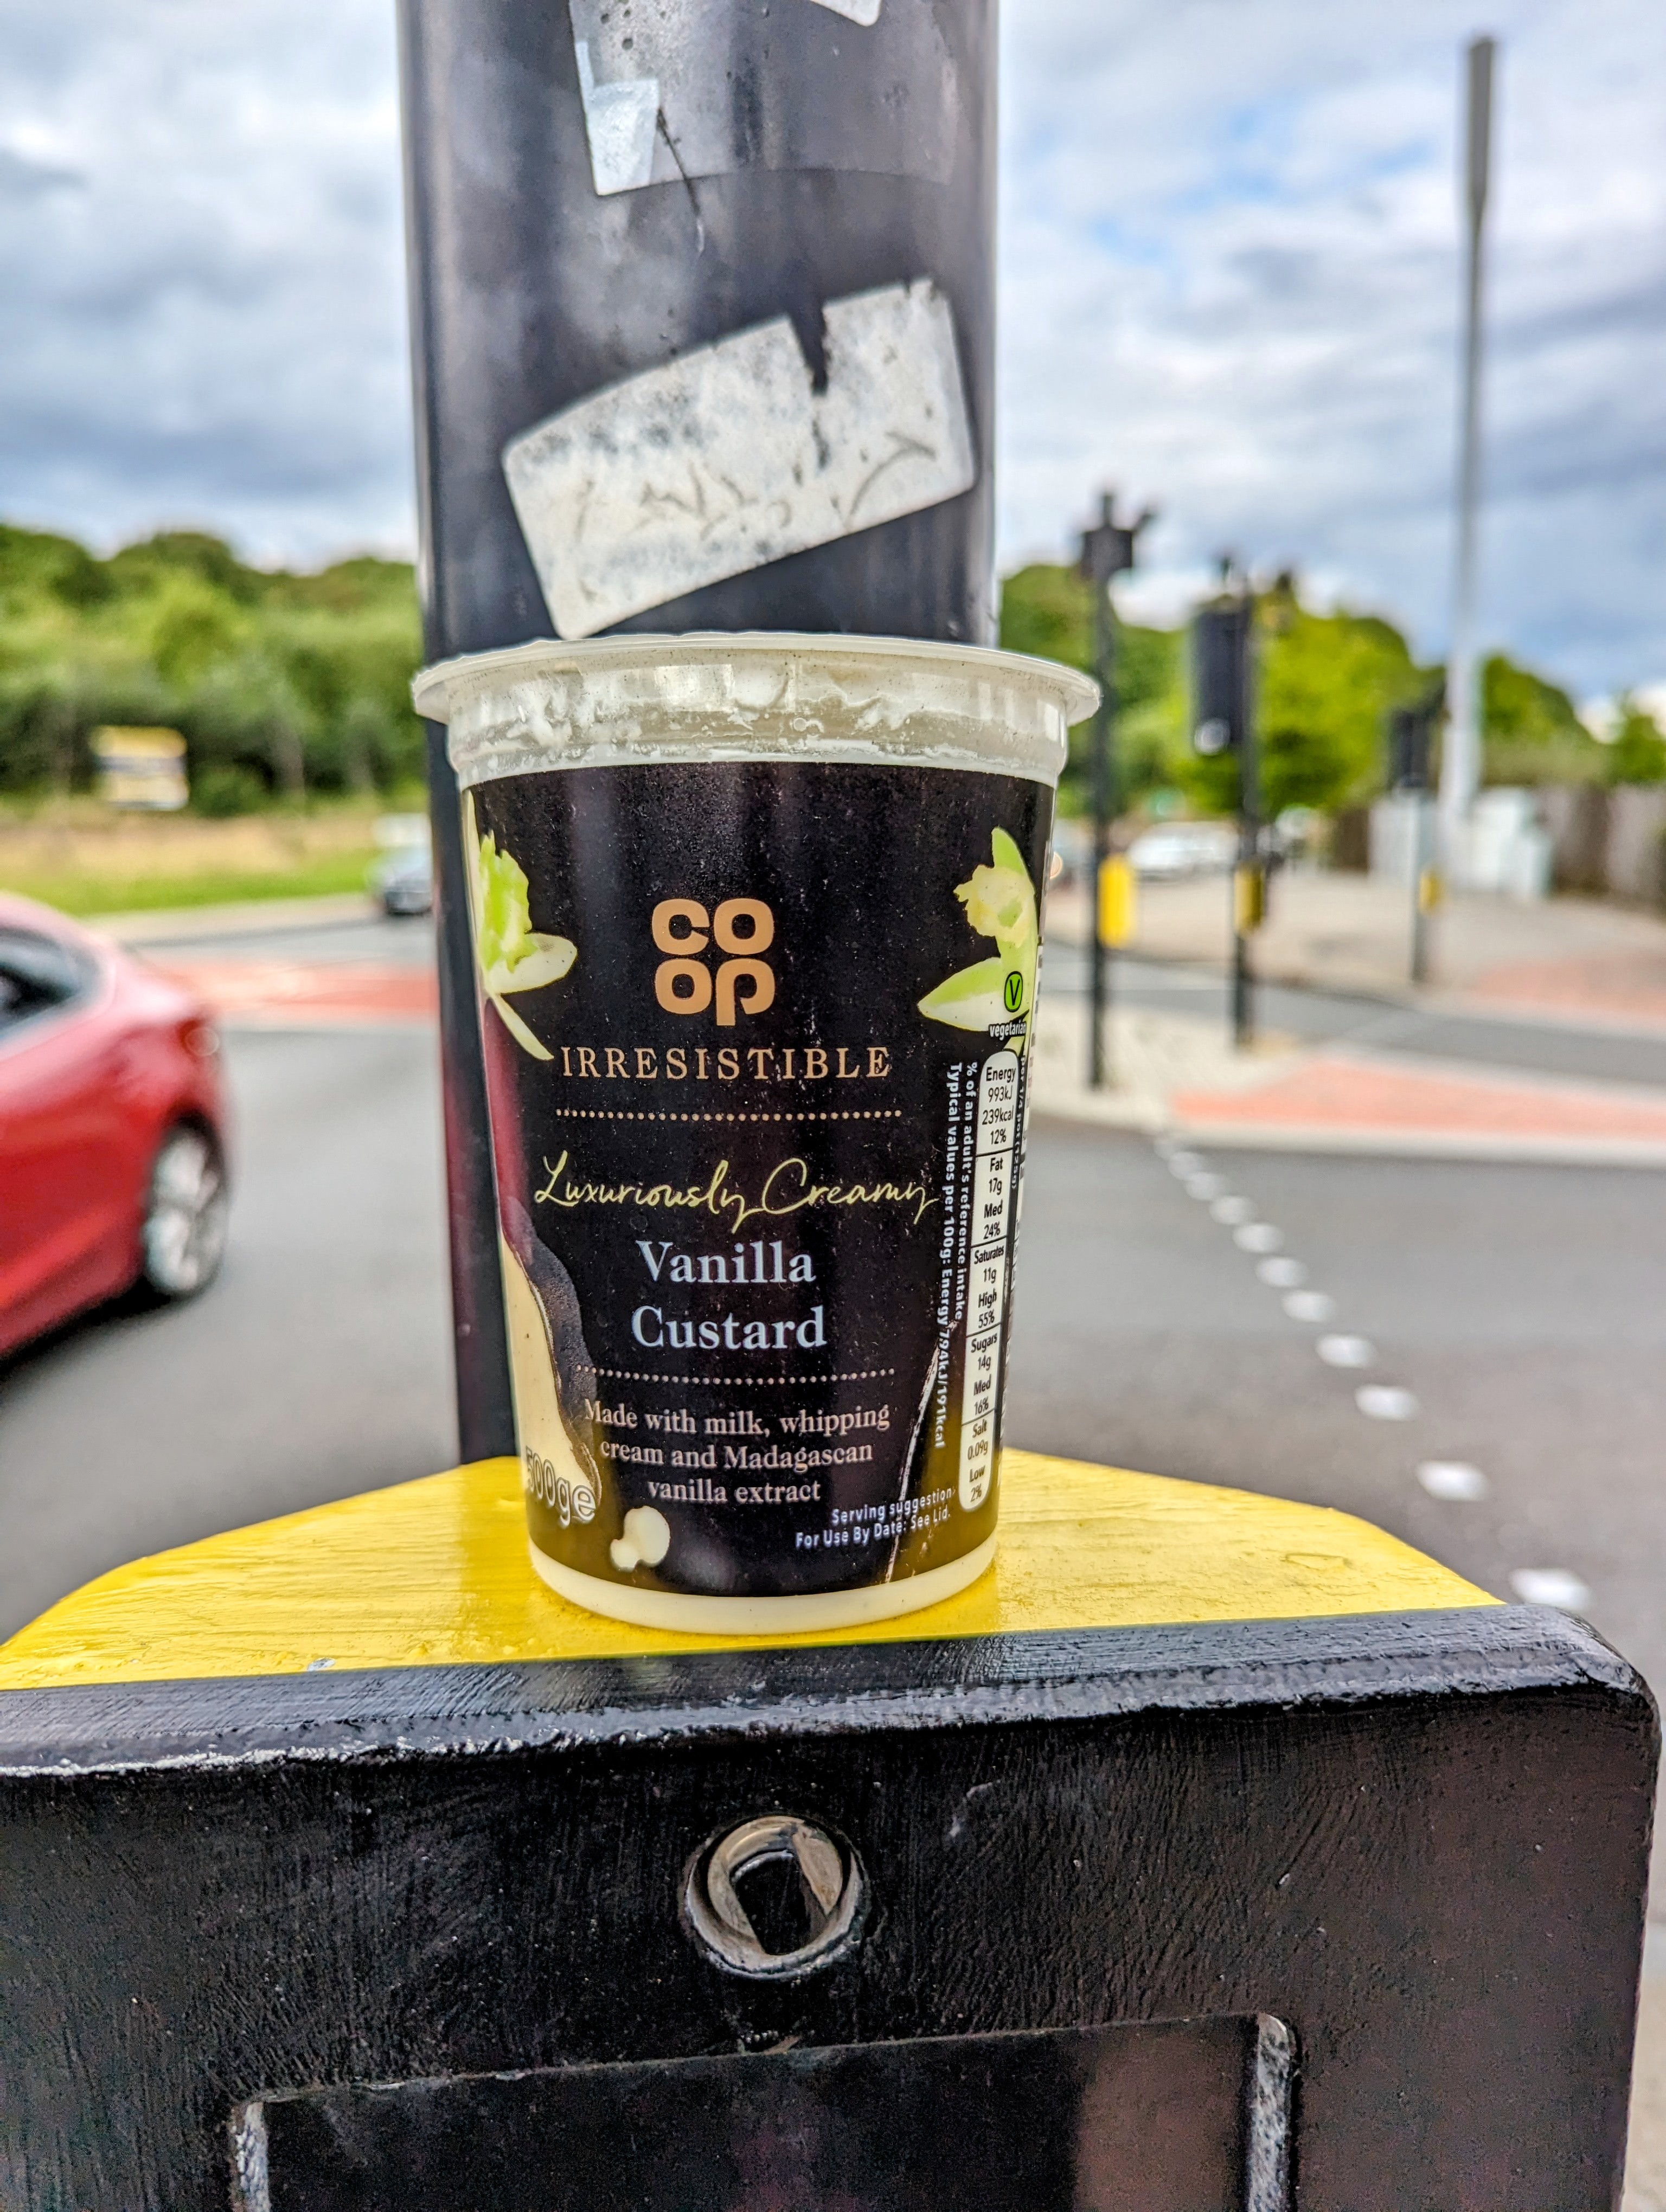 CO
OP
IRRESISTIBLE
Luxuriously Creamy
Vanilla
Custard
Made with milk, whipping
cream and Madagascan
vanilla extract
500ge
Serving suggestion
For Use By Date: See Lid.
V
vegetarian
Energy
993kJ
239kcal
12%
Fat
17g
Med
24%
Saturates
11g
High
55%
Sugars
14g
Med
16%
Salt
0.09g
Low
2%
% of an adult's reference intake
Typical values per 100g: Energy 794kJ/191kcal